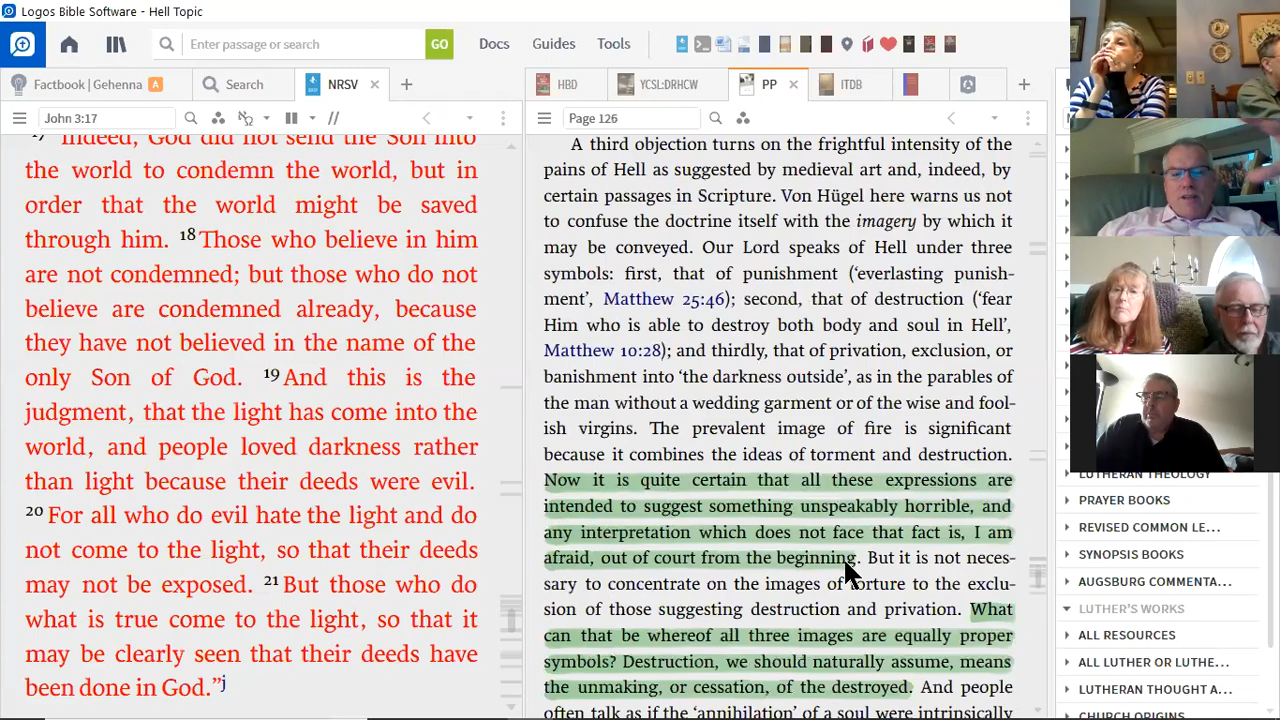 Logos Bible Software - Hell Topic
Enter passage or search
GO
Docs
Guides
Tools
Factbook | Gehenna
A
Search
NRSV
HBD
YCSL:DRHCW
PP
ITDB
John 3:17
Page 126
17 Indeed, God did not send the Son into
the world to condemn the world, but in
order that the world might be saved
through him. 18 Those who believe in him
are not condemned; but those who do not
believe are condemned already, because
they have not believed in the name of the
only Son of God. 19 And this is the
judgment, that the light has come into the
world, and people loved darkness rather
than light because their deeds were evil.
20 For all who do evil hate the light and do
not come to the light, so that their deeds
may not be exposed. 21 But those who do
what is true come to the light, so that it
may be clearly seen that their deeds have
been done in God.” j
A third objection turns on the frightful intensity of the
pains of Hell as suggested by medieval art and, indeed, by
certain passages in Scripture. Von Hügel here warns us not
to confuse the doctrine itself with the imagery by which it
may be conveyed. Our Lord speaks of Hell under three
symbols: first, that of punishment (‘everlasting punish-
ment’, Matthew 25:46); second, that of destruction (‘fear
Him who is able to destroy both body and soul in Hell’,
Matthew 10:28); and thirdly, that of privation, exclusion, or
banishment into ‘the darkness outside’, as in the parables of
the man without a wedding garment or of the wise and fool-
ish virgins. The prevalent image of fire is significant
because it combines the ideas of torment and destruction.
Now it is quite certain that all these expressions are
intended to suggest something unspeakably horrible, and
any interpretation which does not face that fact is, I am
afraid, out of court from the beginning. But it is not neces-
sary to concentrate on the images of torture to the exclu-
sion of those suggesting destruction and privation. What
can that be whereof all three images are equally proper
symbols? Destruction, we should naturally assume, means
the unmaking, or cessation, of the destroyed. And people
often talk as if the ‘annihilation’ of a soul were intrinsically
LUTHERAN THEOLOGY
PRAYER BOOKS
REVISED COMMON LE...
SYNOPSIS BOOKS
AUGSBURG COMMENTA...
LUTHER'S WORKS
ALL RESOURCES
ALL LUTHER OR LUTHE...
LUTHERAN THOUGHT A...
CHURCH ORIGINS